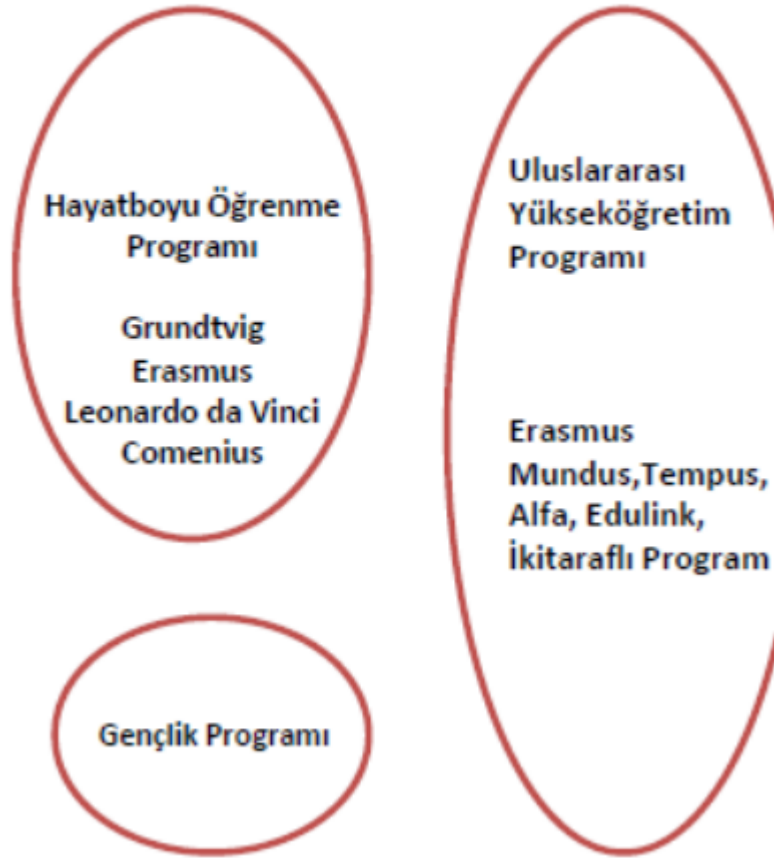 Hayatboyu Öğrenme
Programı
Grundtvig
Erasmus
Leonardo da Vinci
Comenius
Gençlik Programı
Uluslararası
Yükseköğretim
Programı
Erasmus
Mundus,Tempus,
Alfa, Edulink,
İkitaraflı Program